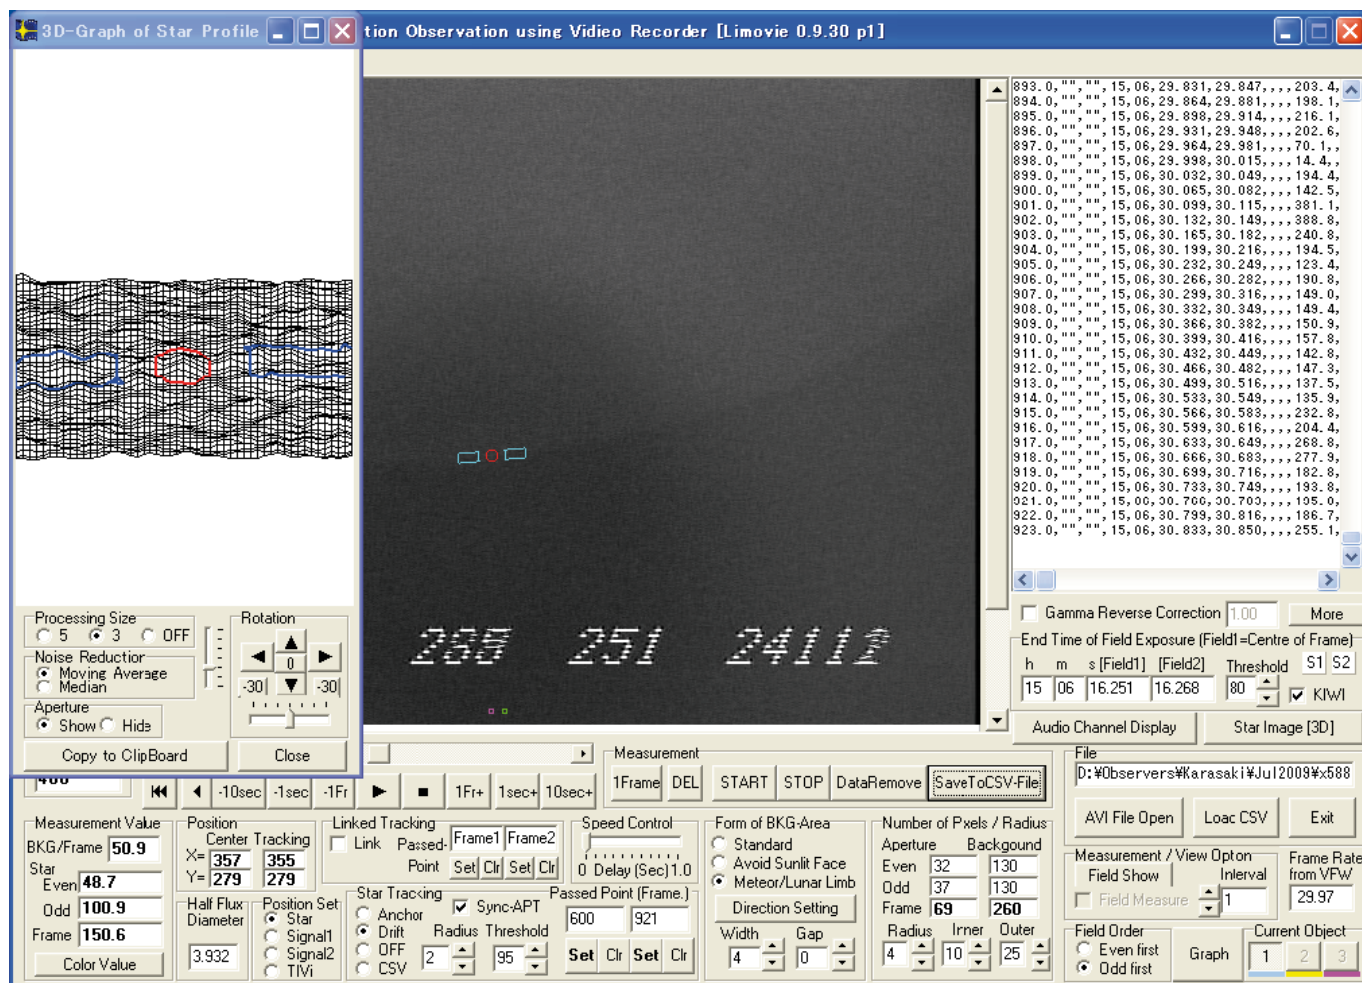 3D-Graph of Star Profile
tion Observation using Vidieo Recorder [Limovie 0.9.30 p1]
893.0,"","",15,06,29.831,29.847,,,,203.4,
894.0,"","",15,06,29.864,29.881,,,,198.1,
895.0,"","",15,06,29.898,29.914,,,,216.1,
896.0,"","",15,06,29.931,29.948,,,,202.6,
897.0,"","",15,06,29.964,29.981,,,,70.1,,
898.0,"","",15,06,29.998,30.015,,,,14.4,,
899.0,"","",15,06,30.032,30.049,,,,194.4,
900.0,"","",15,06,30.065,30.082,,,,142.5,
901.0,"","",15,06,30.099,30.115,,,,381.1,
902.0,"","",15,06,30.132,30.149,,,,388.8,
903.0,"","",15,06,30.165,30.182,,,,240.8,
904.0,"","",15,06,30.199,30.216,,,,194.5,
905.0,"","",15,06,30.232,30.249,,,,123.4,
906.0,"","",15,06,30.266,30.282,,,,190.8,
907.0,"","",15,06,30.299,30.316,,,,149.0,
908.0,"","",15,06,30.332,30.349,,,,149.4,
909.0,"","",15,06,30.366,30.382,,,,150.9,
910.0,"","",15,06,30.399,30.416,,,,157.8,
911.0,"","",15,06,30.432,30.449,,,,142.8,
912.0,"","",15,06,30.466,30.482,,,,147.3,
913.0,"","",15,06,30.499,30.516,,,,137.5,
914.0,"","",15,06,30.533,30.549,,,,135.9,
915.0,"","",15,06,30.566,30.583,,,,232.8,
916.0,"","",15,06,30.599,30.616,,,,204.4,
917.0,"","",15,06,30.633,30.649,,,,268.8,
918.0,"","",15,06,30.666,30.683,,,,277.9,
919.0,"","",15,06,30.699,30.716,,,,182.8,
920.0,"","",15,06,30.733,30.749,,,,193.8,
921.0,"","",15,06,30.766,30.783,,,,195.0,
922.0,"","",15,06,30.799,30.816,,,,186.7,
923.0,"","",15,06,30.833,30.850,,,,255.1,
251
Processing Size
5 3 OFF
Noise Reductior
Moving Average
Median
Aperture
Show Hide
Rotation
0
-30 -30
Copy to ClipBoard Close
Gamma Reverse Correction 1.00 More
End Time of Field Exposure (Field1=Centre of Frame)
h m s [Field1] [Field2] Threshold S1 S2
15 06 16.251 16.268 80 KIWI
Audio Channel Display Star Image [3D]
-10sec -1sec -1Fr 1Fr+ 1sec+ 10sec+
Measurement
1Frame DEL START STOP DataRemove SaveToCSV-File
File
D:¥Observers¥Karasaki¥Jul2009¥x588
AVI File Open Loac CSV Exit
Measurement Value
BKG/Frame 50.9
Star
Even 48.7
Odd 100.9
Frame 150.6
Color Value
Position
Center Tracking
X= 357 355
Y= 279 279
Half Flux
Diameter
3.932
Position Set
Star
Signal1
Signal2
TIVi
Linked Tracking
Link Passed- Frame1 Frame2
Point Set Clr Set Clr
Star Tracking
Anchor
Drift
OFF
CSV
Sync-APT
Radius Threshold
2 95
Passed Point (Frame.)
600 921
Set Clr Set Clr
Speed Control
0 Delay (Sec) 1.0
Form of BKG-Area
Standard
Avoid Sunlit Face
Meteor/Lunar Limb
Direction Setting
Width Gap
4 0
Number of Pxels / Radius
Aperture Backgound
Even 32 130
Odd 37 130
Frame 69 260
Radius Irner Outer
4 10 25
Measurement / View Opton
Field Show Interval
Field Measure 1
Frame Rate
from VFW
29.97
Field Order
Even first
Odd first
Graph
Current Object
1 2 3